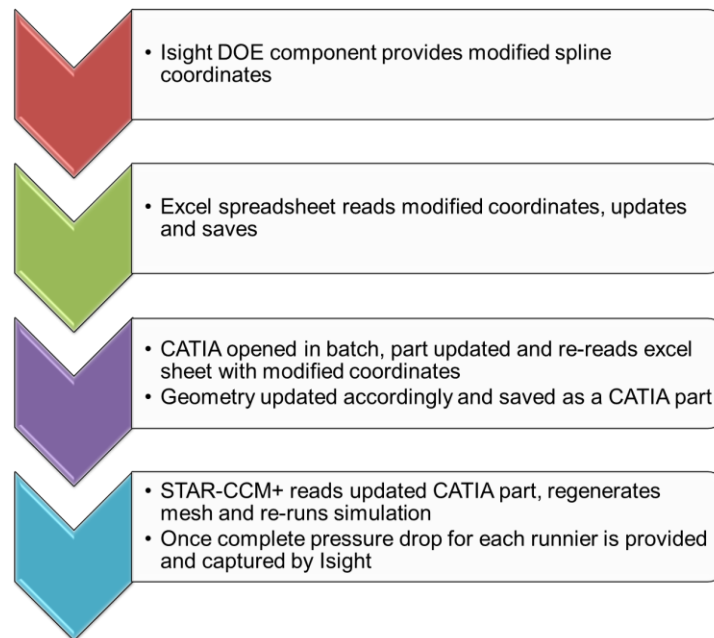 • Isight DOE component provides modified spline
coordinates
• Excel spreadsheet reads modified coordinates, updates
and saves
• CATIA opened in batch, part updated and re-reads excel
sheet with modified coordinates
• Geometry updated accordingly and saved as a CATIA part
• STAR-CCM+ reads updated CATIA part, regenerates
mesh and re-runs simulation
• Once complete pressure drop for each runnier is provided
and captured by Isight